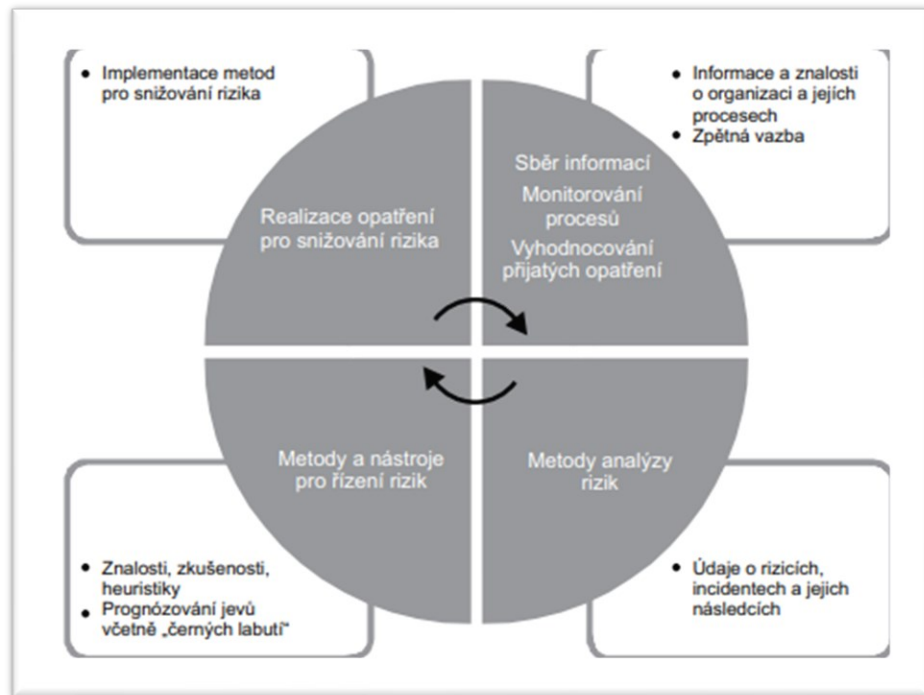 • Implementace metod
pro snižování rizika
• Informace a znalosti
o organizaci a jejích
procesech
• Zpětná vazba
Realizace opatření
pro snižování rizika
Sběr informací
Monitorování
procesů
Vyhodnocování
přijatých opatření
Metody a nástroje
pro řízení rizik
Metody analýzy
rizik
• Znalosti, zkušenosti,
heuristiky
• Prognózování jevů
včetně „černých labutí“
• Údaje o rizicích,
incidentech a jejich
následcích